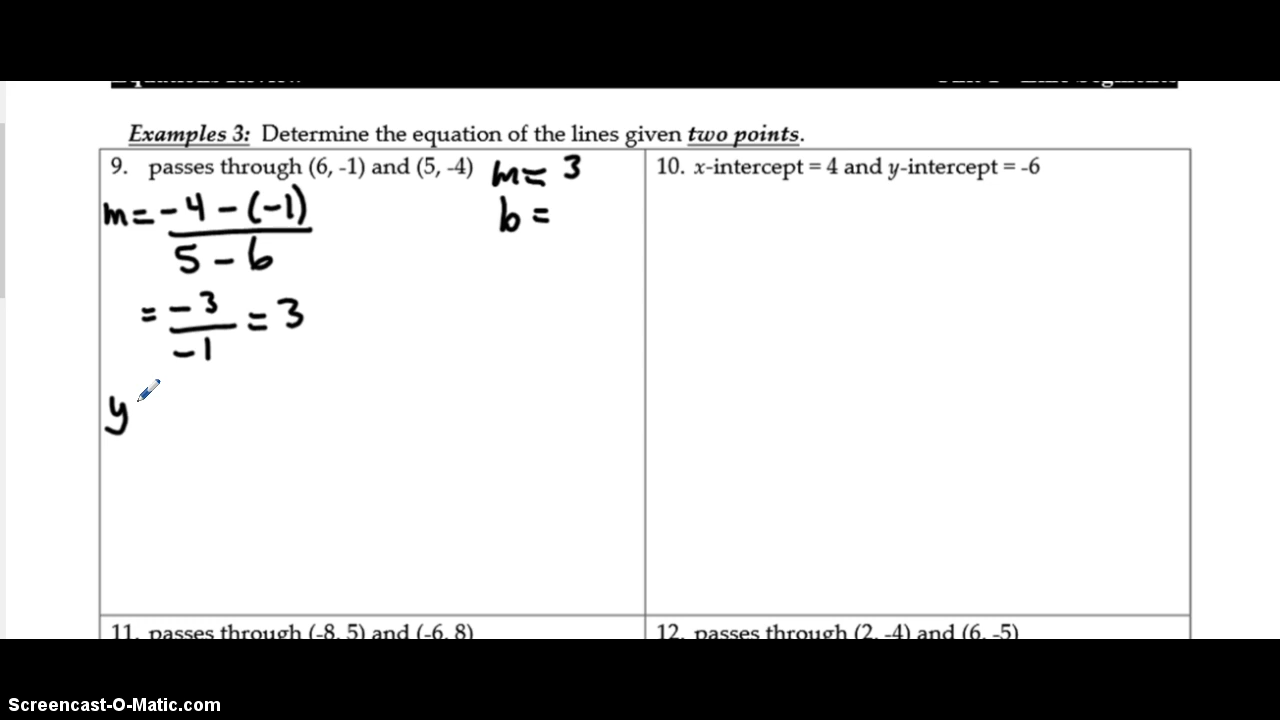 Examples 3: Determine the equation of the lines given two points.
9. passes through (6, -1) and (5, -4)
m = 3
b =
m = -4 - (-1)
5 - 6
= -3
-1
= 3
y
10. x-intercept = 4 and y-intercept = -6
11. passes through (-8, 5) and (-6, 8)
12. passes through (2, -4) and (6, -5)
Screencast-O-Matic.com